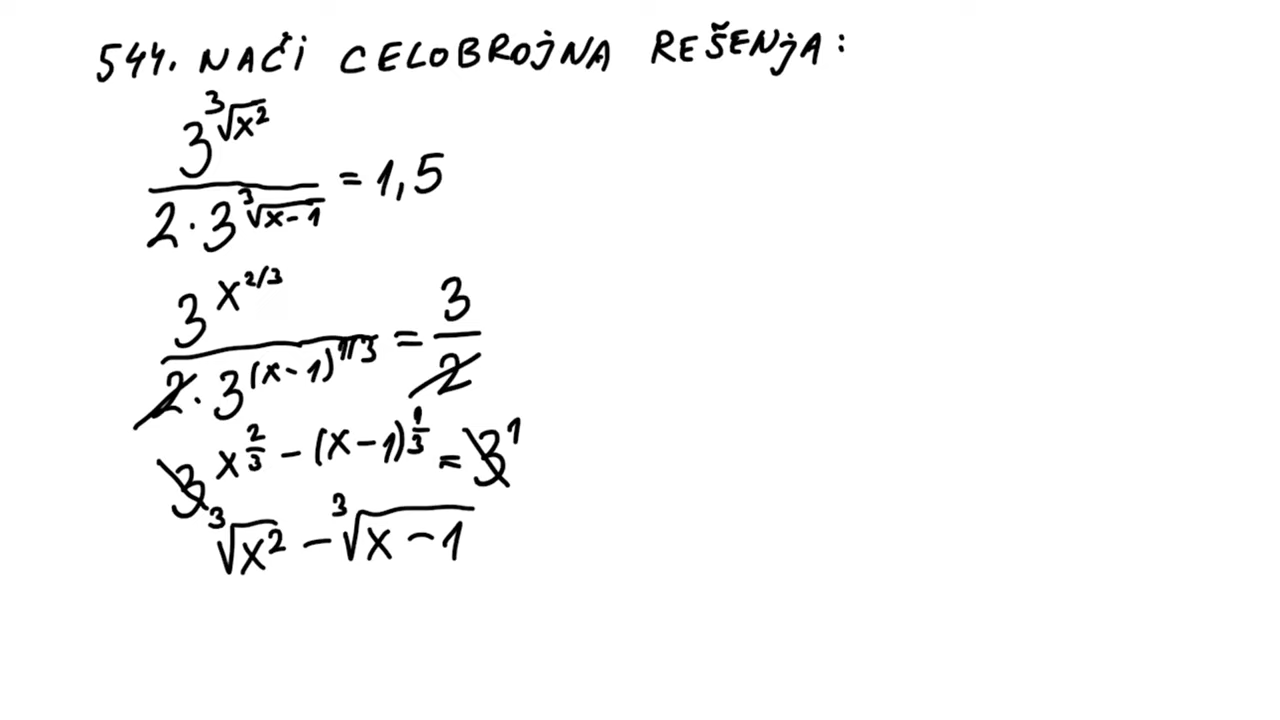 544. NAĆI CELOBROJNA REŠENJA:
3^∛(x²) / (2 · 3^∛(x-1)) = 1,5
3^(x^(2/3)) / (2 · 3^((x-1)^(1/3))) = 3/2
3^(x^(2/3) - (x-1)^(1/3)) = 3^1
∛(x²) - ∛(x-1)